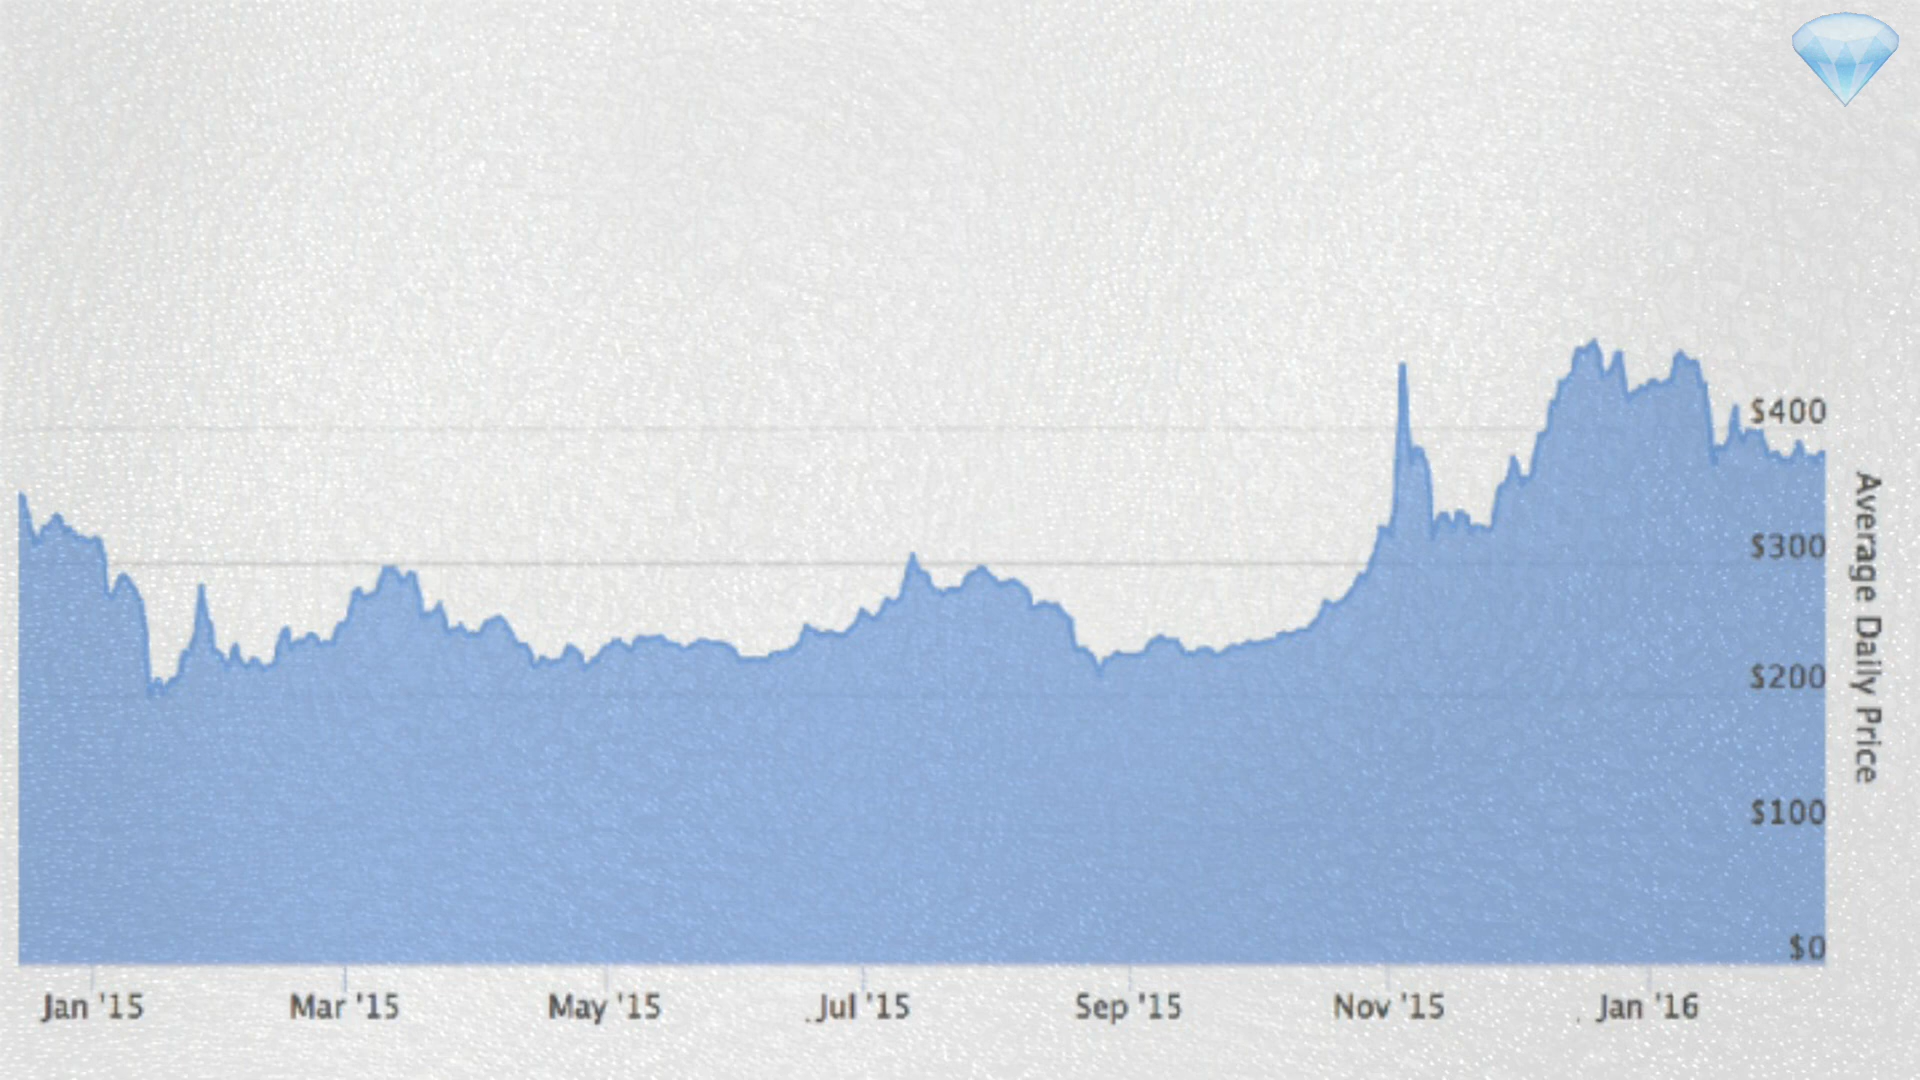 $400
$300
$200
$100
$0
Average Daily Price
Jan '15
Mar '15
May '15
Jul '15
Sep '15
Nov '15
Jan '16